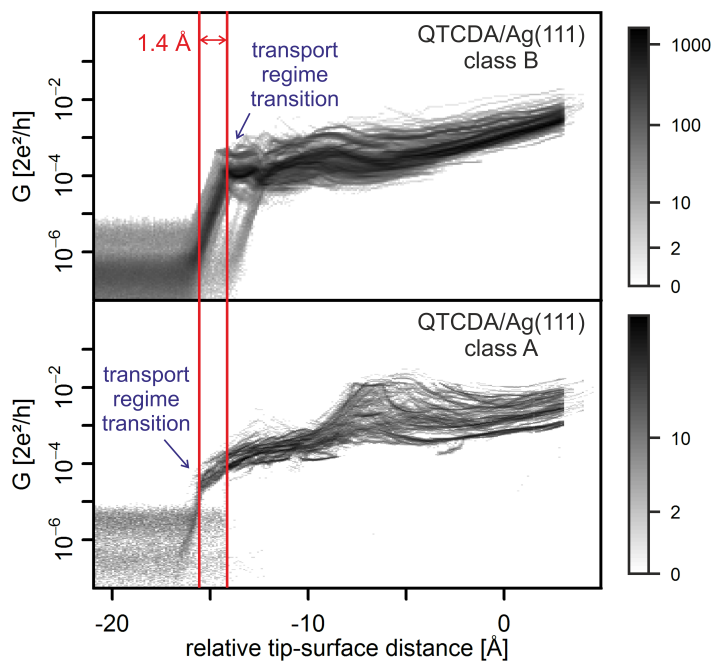 1.4 Å
transport
regime
transition)
QTCDA/Ag(111)
class B
G [2e²/h]
10⁻²
10⁻⁴
10⁻⁶
1000
100
10
2
0
QTCDA/Ag(111)
class A
transport
regime
transition)
G [2e²/h]
10⁻²
10⁻⁴
10⁻⁶
10
2
0
-20
-10
0
relative tip-surface distance [Å]